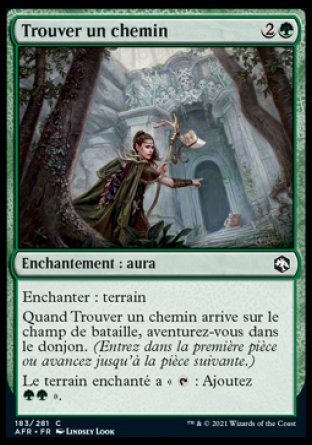 Trouver un chemin 2
Enchantement : aura
Enchanter : terrain
Quand Trouver un chemin arrive sur le
champ de bataille, aventurez-vous dans
le donjon. (Entrez dans la première pièce
ou avancez jusqu'à la pièce suivante.)
Le terrain enchanté a « : Ajoutez
».
183/281 C
AFR • FR Lindsey Look
™ & © 2021 Wizards of the Coast